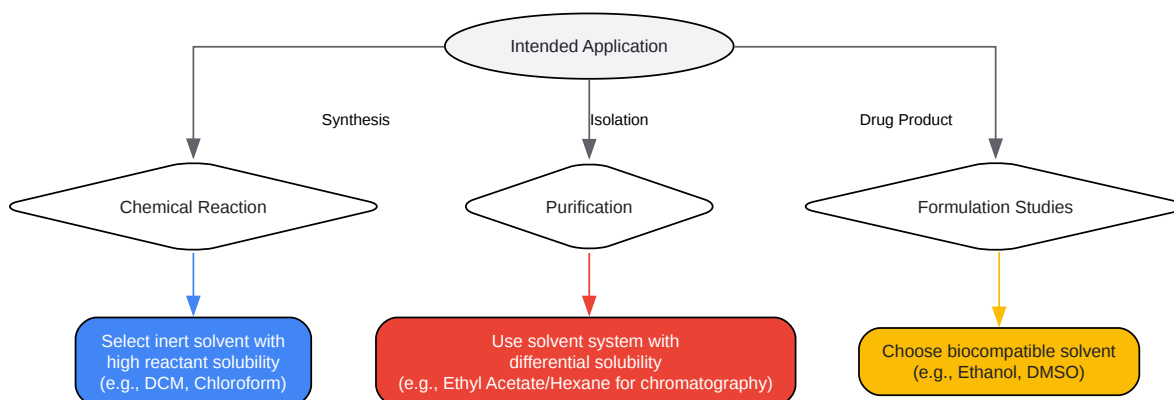 Intended Application
Synthesis
Isolation
Drug Product
Chemical Reaction
Purification
Formulation Studies
Select inert solvent with
high reactant solubility
(e.g., DCM, Chloroform)
Use solvent system with
differential solubility
(e.g., Ethyl Acetate/Hexane for chromatography)
Choose biocompatible solvent
(e.g., Ethanol, DMSO)